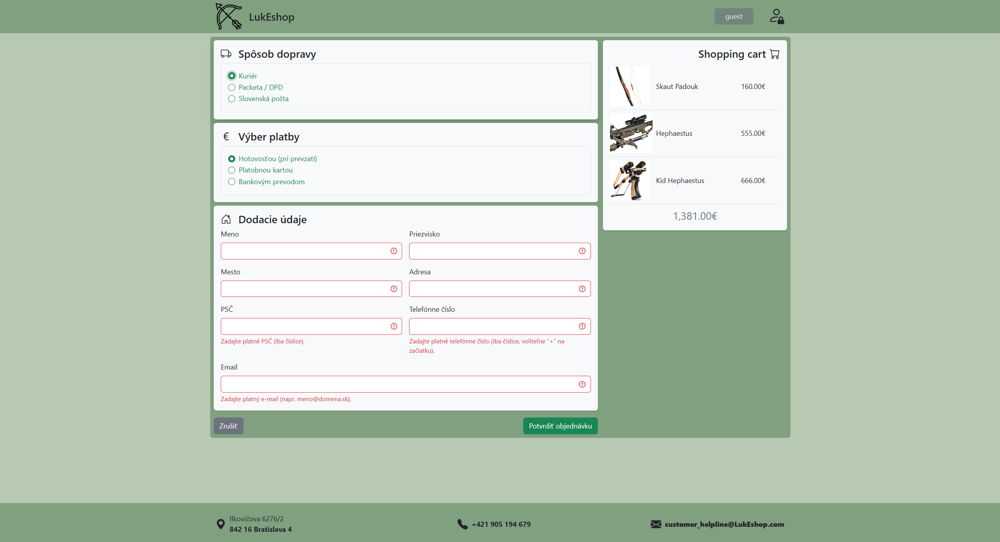 LukEshop
guest
Spôsob dopravy
Kuriér
Packeta / DPD
Slovenská pošta
€ Výber platby
Hotovosťou (pri prevzatí)
Platobnou kartou
Bankovým prevodom
Dodacie údaje
Meno
Priezvisko
Mesto
Adresa
PSČ
Telefónne číslo
Zadajte platné PSČ (iba číslice).
Zadajte platné telefónne číslo (iba číslice, voliteľne "+" na
začiatku).
Email
Zadajte platný e-mail (napr. meno@domena.sk).
Zrušiť
Potvrdiť objednávku
Shopping cart
Skaut Padouk 160.00€
Hephaestus 555.00€
Kid Hephaestus 666.00€
1,381.00€
Ilkovičova 6276/2
842 16 Bratislava 4
+421 905 194 679
customer_helpline@LukEshop.com